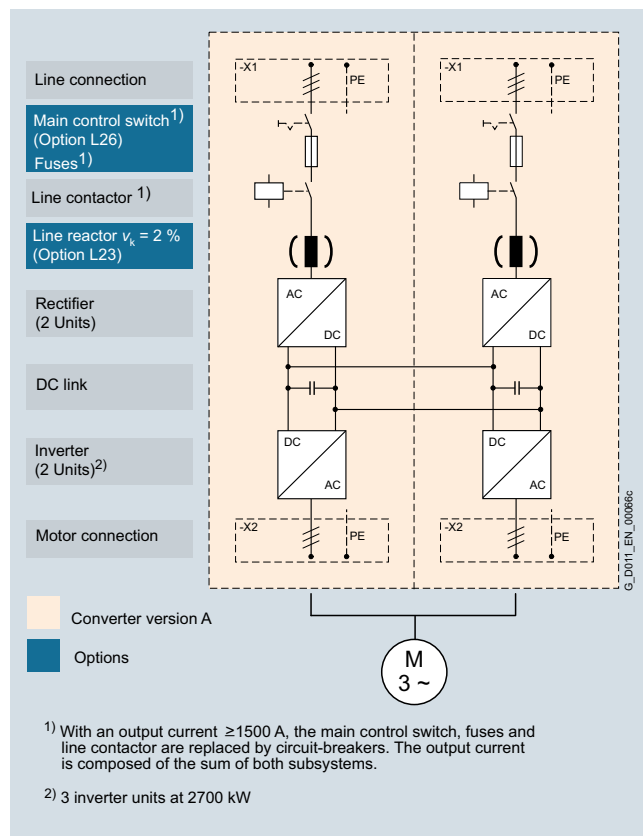 Line connection
Main control switch 1)
(Option L26)
Fuses 1)
Line contactor 1)
Line reactor vk = 2 %
(Option L23)
Rectifier
(2 Units)
DC link
Inverter
(2 Units) 2)
Motor connection
-X1
PE
-X1
PE
AC
DC
AC
DC
DC
AC
DC
AC
-X2
PE
-X2
PE
G_D011_EN_00066c
M
3 ~
Converter version A
Options
1) With an output current ≥1500 A, the main control switch, fuses and
line contactor are replaced by circuit-breakers. The output current
is composed of the sum of both subsystems.
2) 3 inverter units at 2700 kW